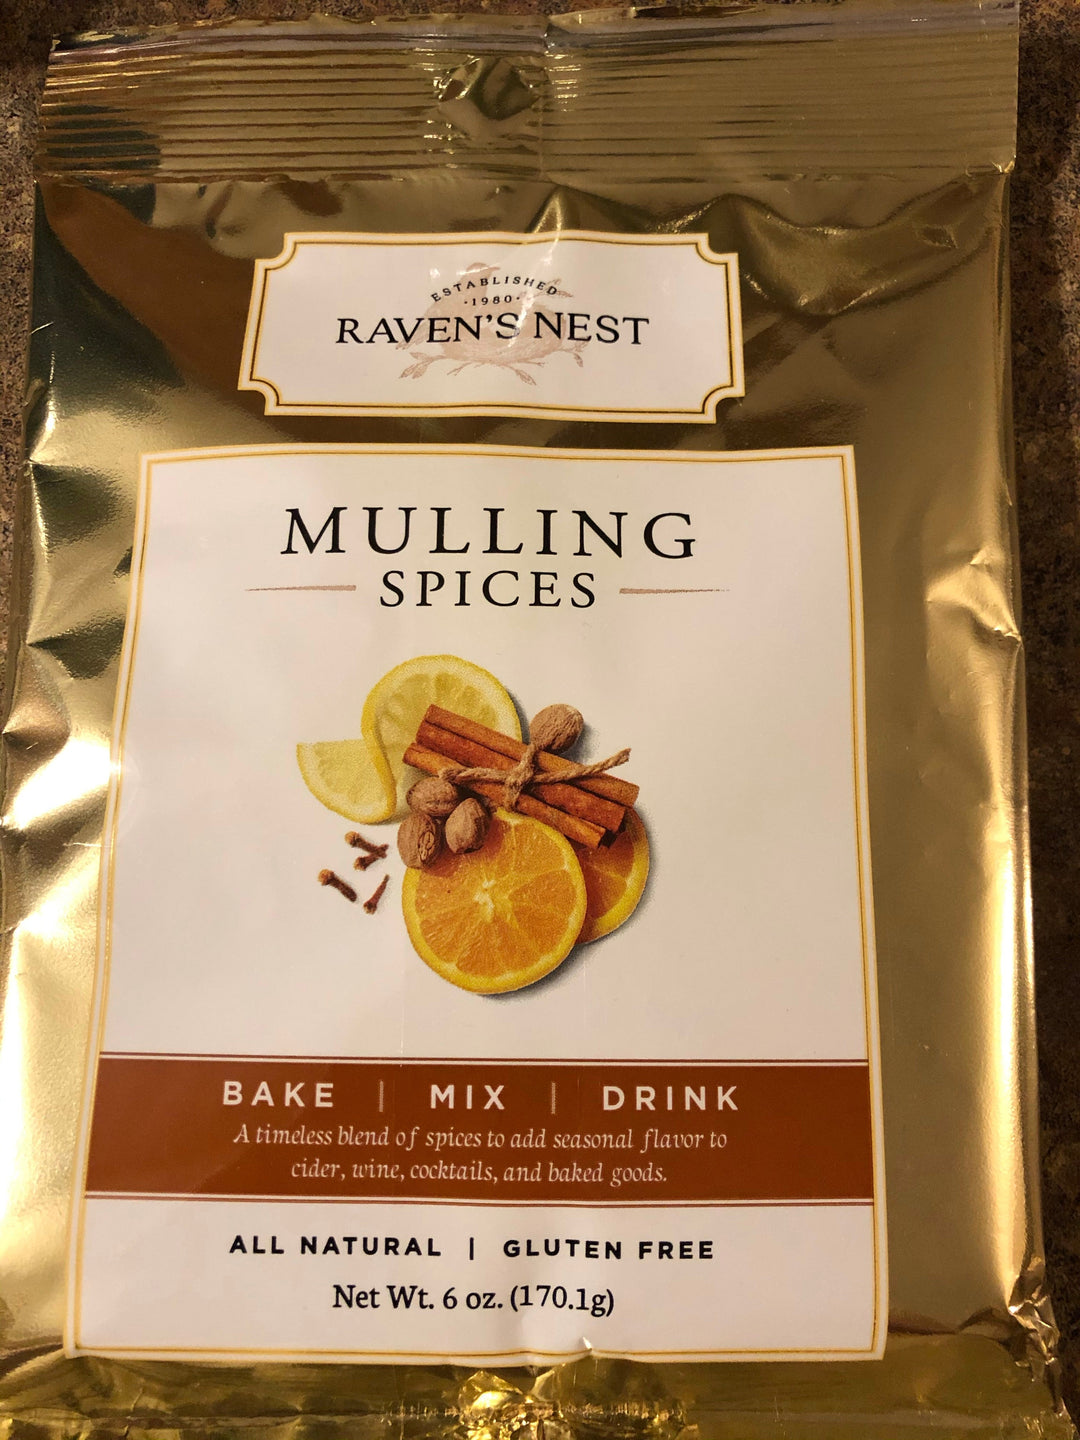 ESTABLISHED
·1980·
RAVEN'S NEST
MULLING
SPICES
BAKE | MIX | DRINK
A timeless blend of spices to add seasonal flavor to
cider, wine, cocktails, and baked goods.
ALL NATURAL | GLUTEN FREE
Net Wt. 6 oz. (170.1g)